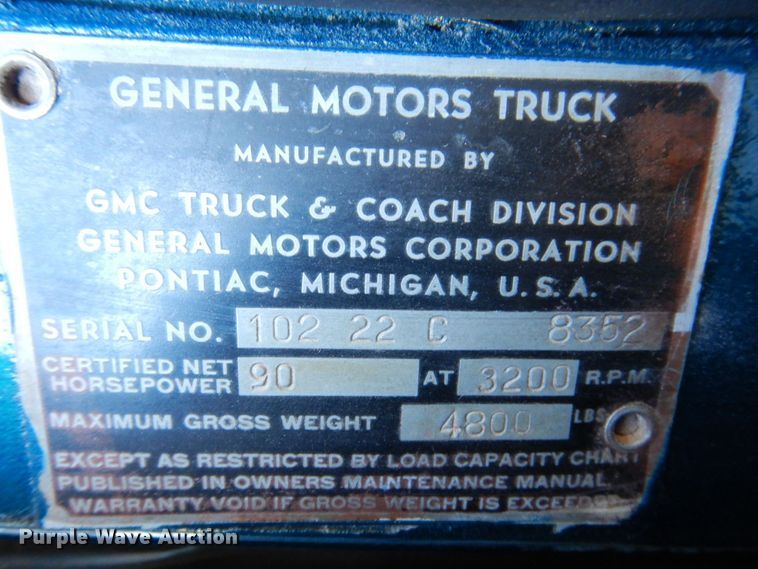 GENERAL MOTORS TRUCK
MANUFACTURED BY
GMC TRUCK & COACH DIVISION
GENERAL MOTORS CORPORATION
PONTIAC, MICHIGAN, U.S.A.
SERIAL NO. 102 22 C 8352
CERTIFIED NET
HORSEPOWER 90 AT 3200 R.P.M.
MAXIMUM GROSS WEIGHT 4800 LBS
EXCEPT AS RESTRICTED BY LOAD CAPACITY CHART
PUBLISHED IN OWNERS MAINTENANCE MANUAL.
WARRANTY VOID IF GROSS WEIGHT IS EXCEEDED
Purple Wave Auction